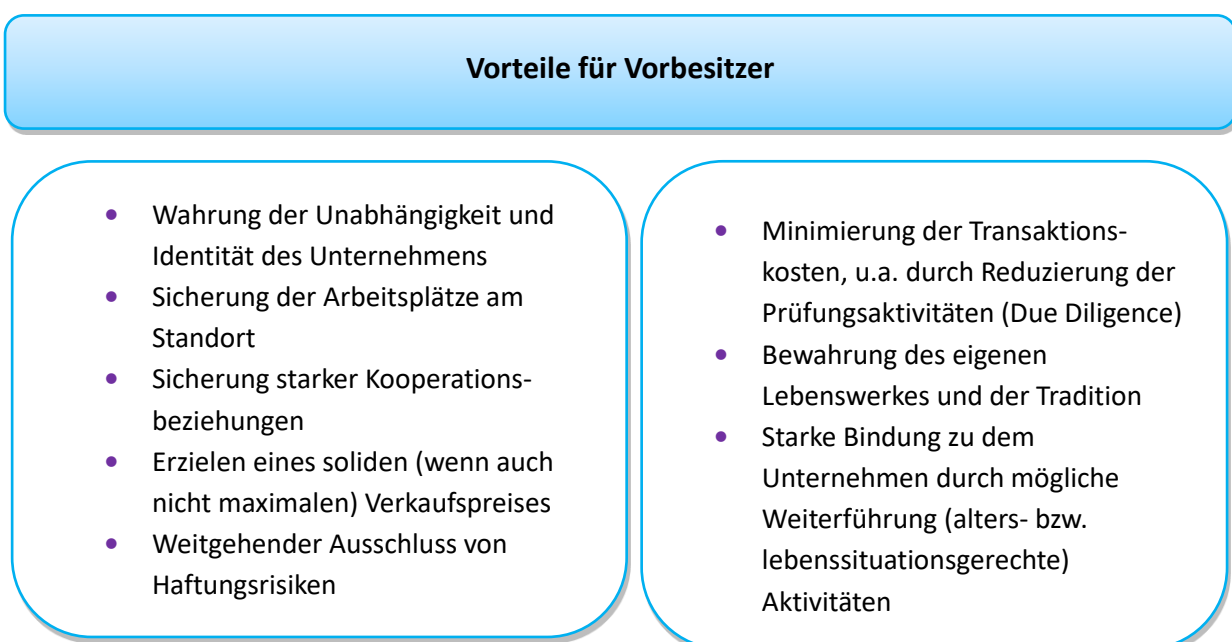 Vorteile für Vorbesitzer
• Wahrung der Unabhängigkeit und
Identität des Unternehmens
• Sicherung der Arbeitsplätze am
Standort
• Sicherung starker Kooperations-
beziehungen
• Erzielen eines soliden (wenn auch
nicht maximalen) Verkaufspreises
• Weitgehender Ausschluss von
Haftungsrisiken
• Minimierung der Transaktions-
kosten, u.a. durch Reduzierung der
Prüfungsaktivitäten (Due Diligence)
• Bewahrung des eigenen
Lebenswerkes und der Tradition
• Starke Bindung zu dem
Unternehmen durch mögliche
Weiterführung (alters- bzw.
lebenssituationsgerechte)
Aktivitäten